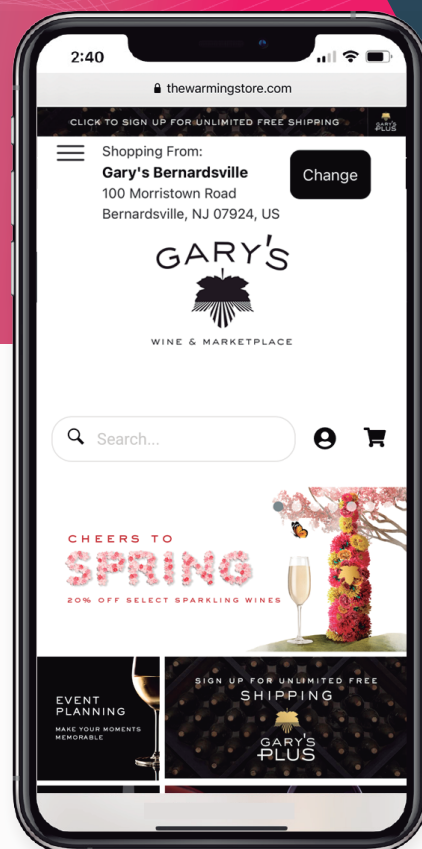 2:40
thewarmingstore.com
CLICK TO SIGN UP FOR UNLIMITED FREE SHIPPING
GARY'S
PLUS
Shopping From:
Gary's Bernardsville
100 Morristown Road
Bernardsville, NJ 07924, US
Change
GARY'S
WINE & MARKETPLACE
Search...
CHEERS TO
SPRING
20% OFF SELECT SPARKLING WINES
EVENT
PLANNING
MAKE YOUR MOMENTS
MEMORABLE
SIGN UP FOR UNLIMITED FREE
SHIPPING
GARY'S
PLUS